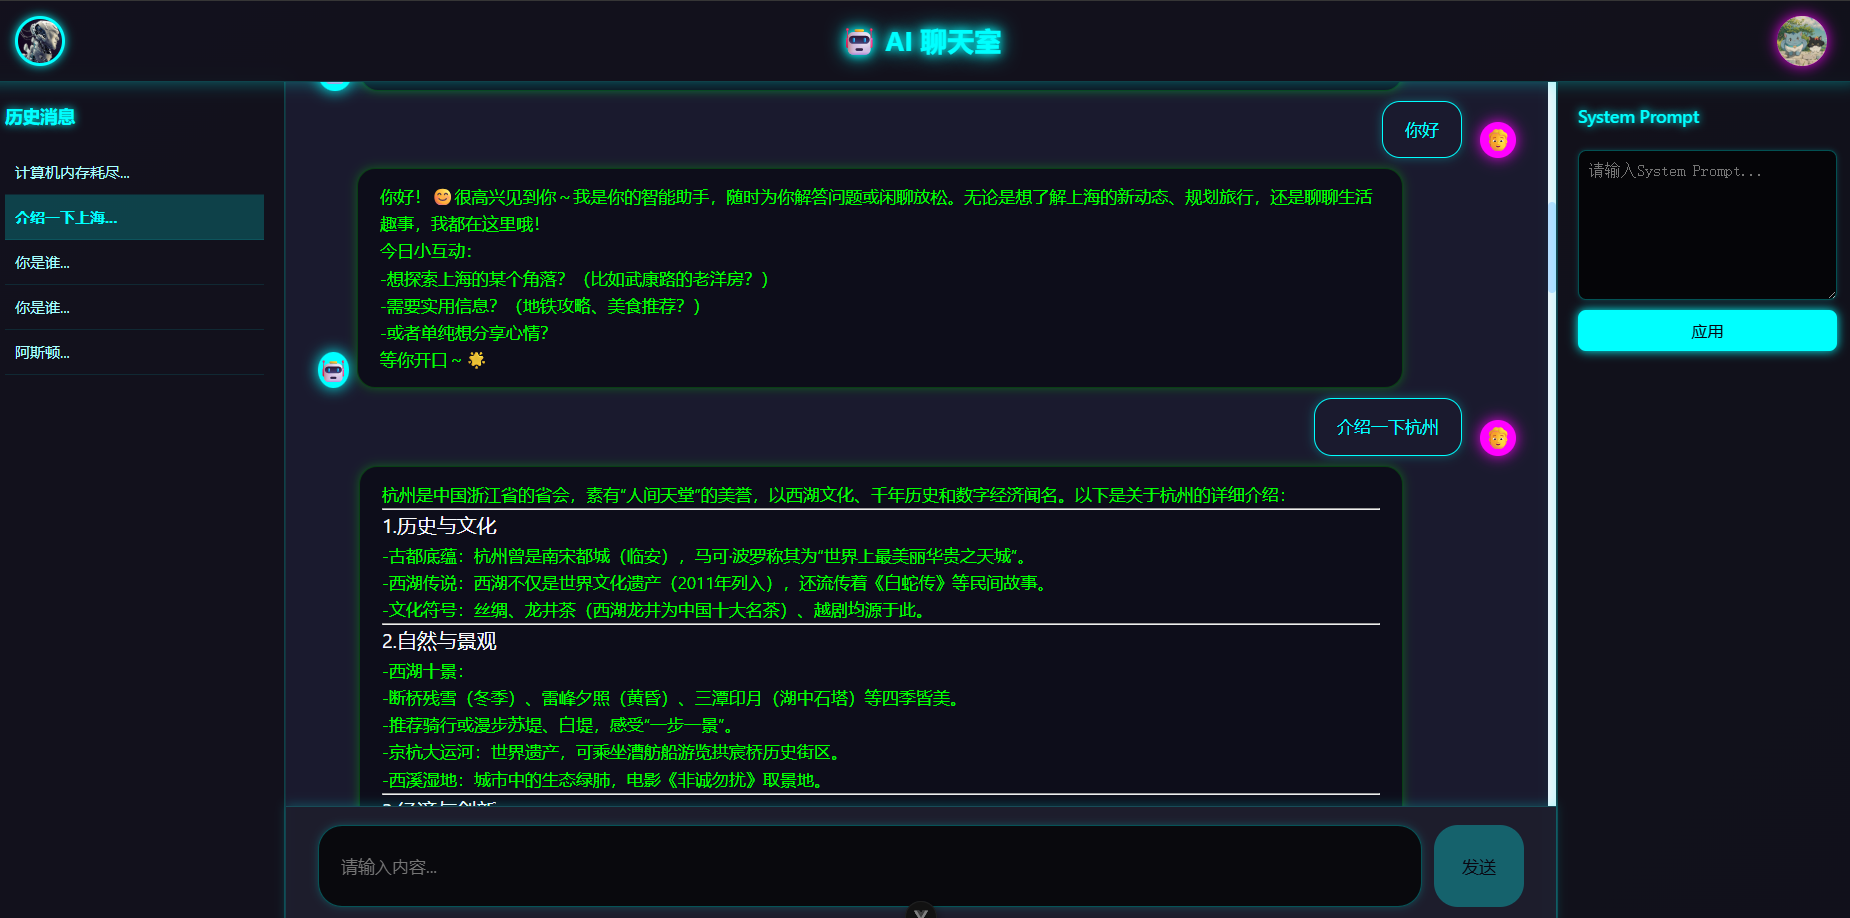 AI 聊天室
历史消息
计算机内存耗尽...
介绍一下上海...
你是谁...
你是谁...
阿斯顿...
你好
你好！😊很高兴见到你～我是你的智能助手，随时为你解答问题或闲聊放松。无论是想了解上海的新动态、规划旅行，还是聊聊生活
趣事，我都在这里哦！
今日小互动：
-想探索上海的某个角落？（比如武康路的老洋房？）
-需要实用信息？（地铁攻略、美食推荐？）
-或者单纯想分享心情？
等你开口～🌟
介绍一下杭州
杭州是中国浙江省的省会，素有“人间天堂”的美誉，以西湖文化、千年历史和数字经济闻名。以下是关于杭州的详细介绍：
1.历史与文化
-古都底蕴：杭州曾是南宋都城（临安），马可·波罗称其为“世界上最美丽华贵之天城”。
-西湖传说：西湖不仅是世界文化遗产（2011年列入），还流传着《白蛇传》等民间故事。
-文化符号：丝绸、龙井茶（西湖龙井为中国十大名茶）、越剧均源于此。
2.自然与景观
-西湖十景：
-断桥残雪（冬季）、雷峰夕照（黄昏）、三潭印月（湖中石塔）等四季皆美。
-推荐骑行或漫步苏堤、白堤，感受“一步一景”。
-京杭大运河：世界遗产，可乘坐漕舫船游览拱宸桥历史街区。
-西溪湿地：城市中的生态绿肺，电影《非诚勿扰》取景地。
3.经济与创新
请输入内容...
发送
System Prompt
请输入System Prompt...
应用